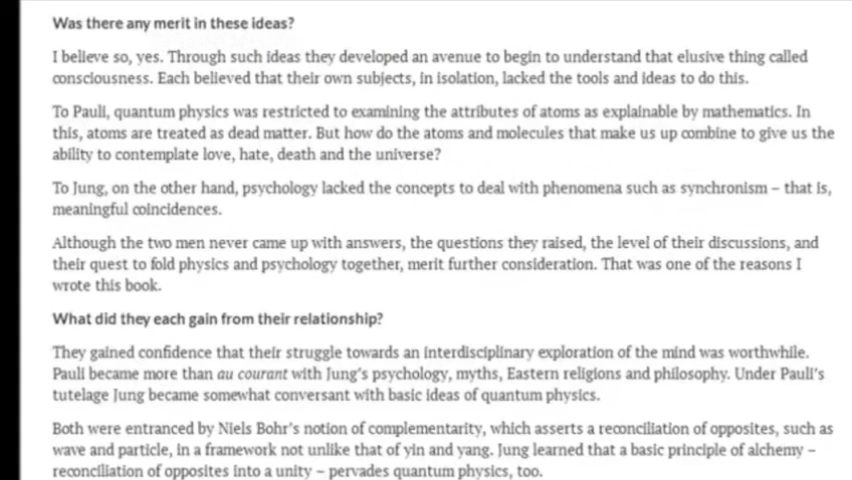 Was there any merit in these ideas?
I believe so, yes. Through such ideas they developed an avenue to begin to understand that elusive thing called
consciousness. Each believed that their own subjects, in isolation, lacked the tools and ideas to do this.
To Pauli, quantum physics was restricted to examining the attributes of atoms as explainable by mathematics. In
this, atoms are treated as dead matter. But how do the atoms and molecules that make us up combine to give us the
ability to contemplate love, hate, death and the universe?
To Jung, on the other hand, psychology lacked the concepts to deal with phenomena such as synchronism – that is,
meaningful coincidences.
Although the two men never came up with answers, the questions they raised, the level of their discussions, and
their quest to fold physics and psychology together, merit further consideration. That was one of the reasons I
wrote this book.
What did they each gain from their relationship?
They gained confidence that their struggle towards an interdisciplinary exploration of the mind was worthwhile.
Pauli became more than au courant with Jung's psychology, myths, Eastern religions and philosophy. Under Pauli's
tutelage Jung became somewhat conversant with basic ideas of quantum physics.
Both were entranced by Niels Bohr's notion of complementarity, which asserts a reconciliation of opposites, such as
wave and particle, in a framework not unlike that of yin and yang. Jung learned that a basic principle of alchemy –
reconciliation of opposites into a unity – pervades quantum physics, too.